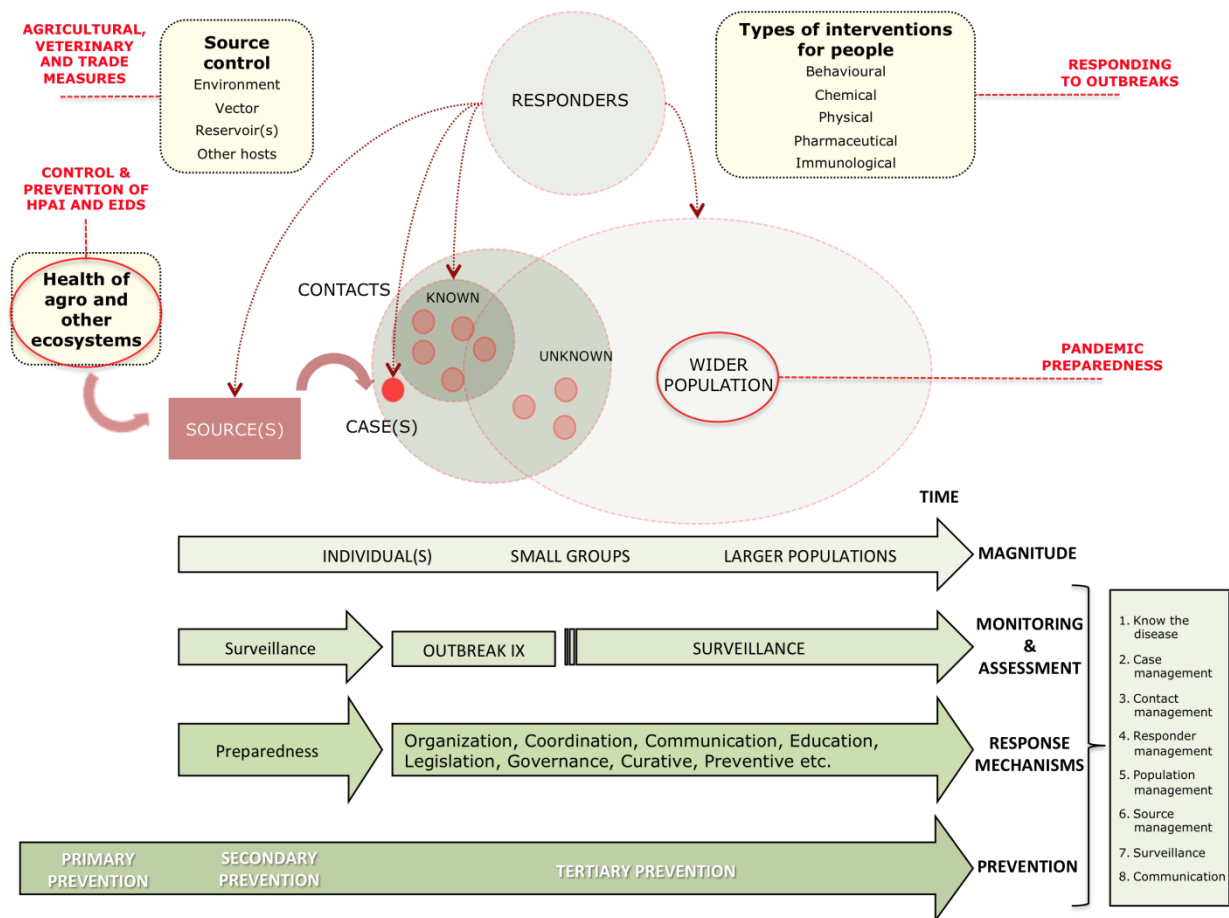 AGRICULTURAL,
VETERINARY
AND TRADE
MEASURES
Source
control
Environment
Vector
Reservoir(s)
Other hosts
RESPONDERS
Types of interventions
for people
Behavioural
Chemical
Physical
Pharmaceutical
Immunological
RESPONDING
TO OUTBREAKS
CONTROL &
PREVENTION OF
HPAI AND EIDS
Health of
agro and
other
ecosystems
CONTACTS
KNOWN
UNKNOWN
WIDER
POPULATION
PANDEMIC
PREPAREDNESS
SOURCE(S)
CASE(S)
TIME
INDIVIDUAL(S)
SMALL GROUPS
LARGER POPULATIONS
MAGNITUDE
Surveillance
OUTBREAK IX
SURVEILLANCE
MONITORING
&
ASSESSMENT
Preparedness
Organization, Coordination, Communication, Education,
Legislation, Governance, Curative, Preventive etc.
RESPONSE
MECHANISMS
PRIMARY
PREVENTION
SECONDARY
PREVENTION
TERTIARY PREVENTION
PREVENTION
1. Know the
disease
2. Case
management
3. Contact
management
4. Responder
management
5. Population
management
6. Source
management
7. Surveillance
8. Communication